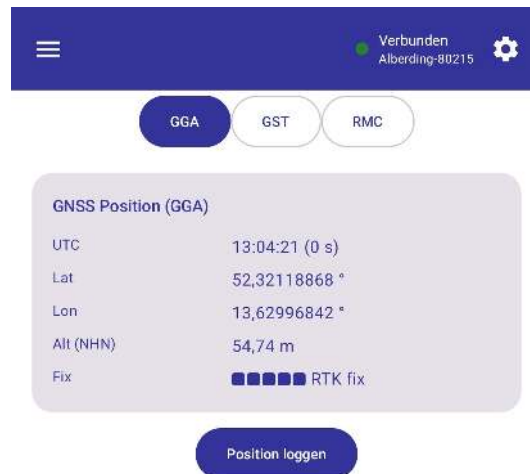 Verbunden
Alberding-80215
GGA GST RMC
GNSS Position (GGA)
UTC 13:04:21 (0 s)
Lat 52,32118868 °
Lon 13,62996842 °
Alt (NHN) 54,74 m
Fix RTK fix
Position loggen